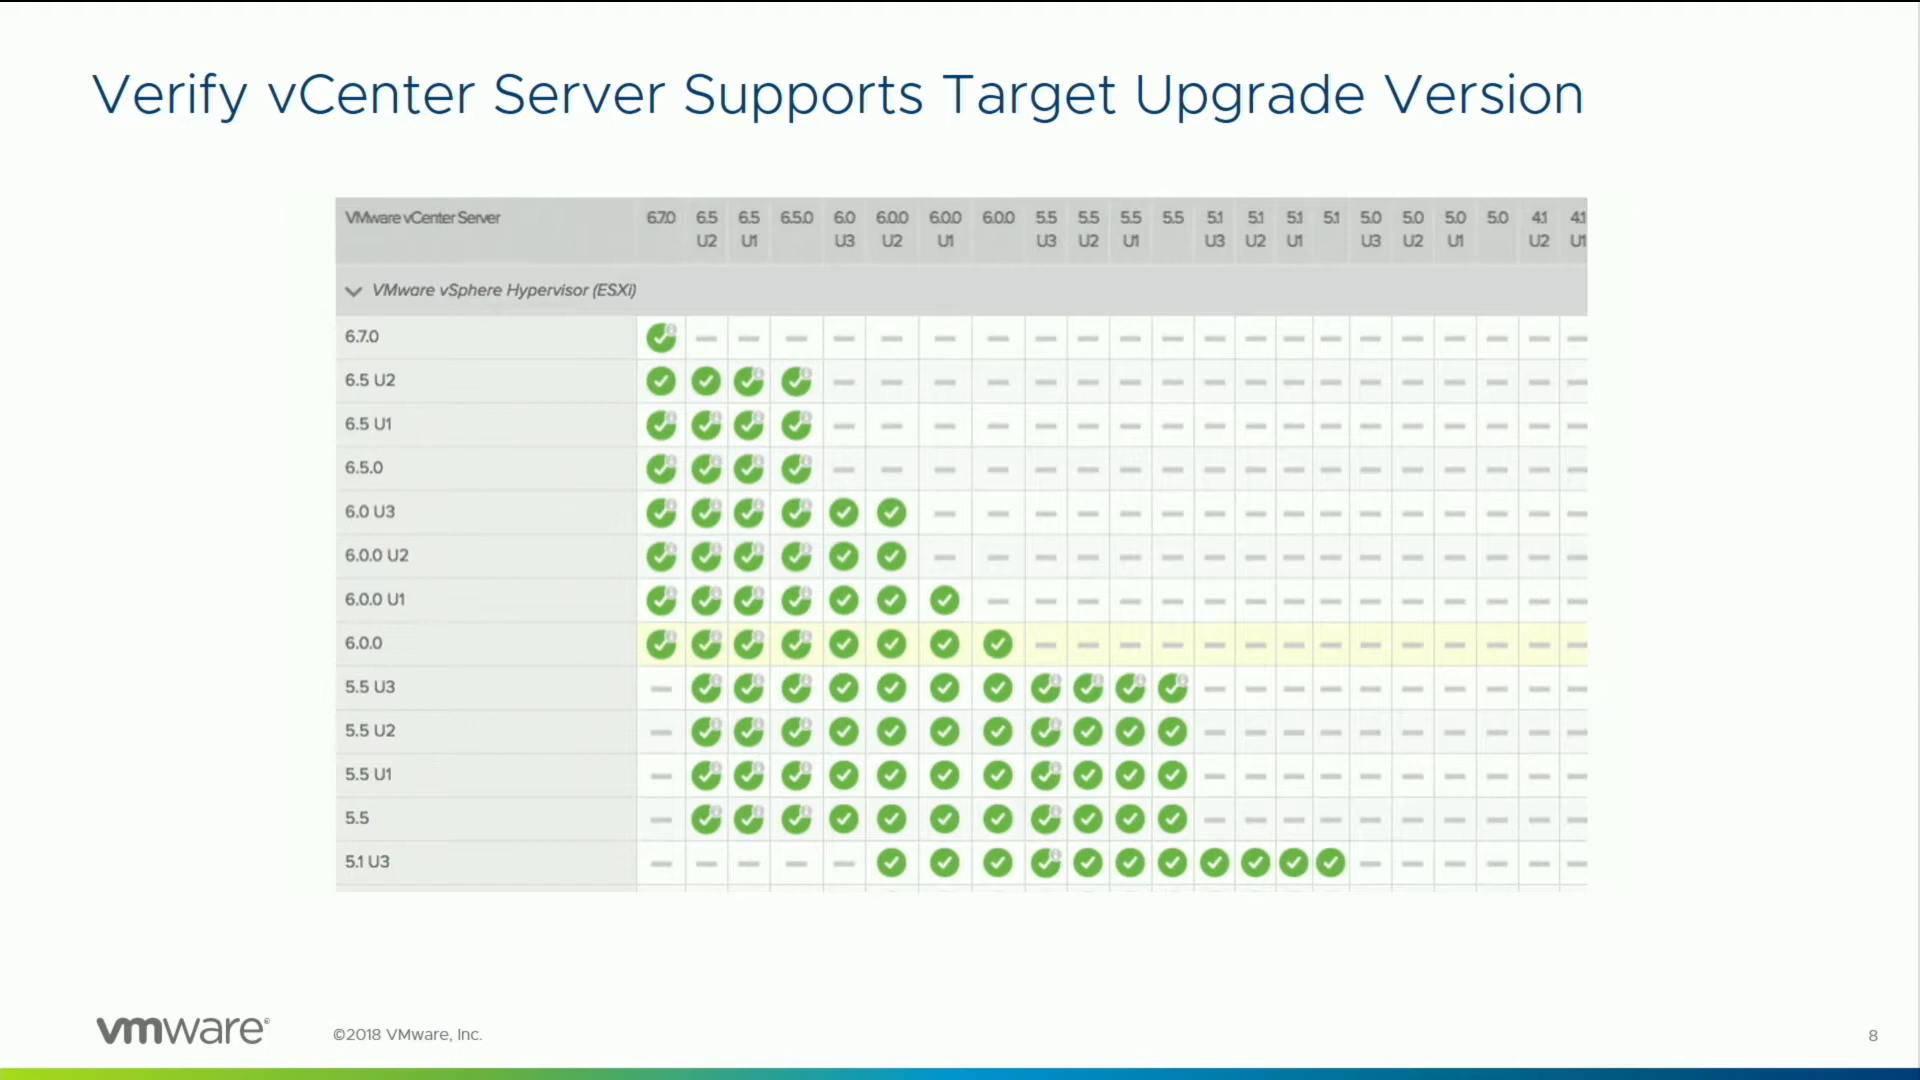 Verify vCenter Server Supports Target Upgrade Version
VMware vCenter Server 6.7.0 6.5 U2 6.5 U1 6.5.0 6.0 U3 6.0.0 U2 6.0.0 U1 6.0.0 5.5 U3 5.5 U2 5.5 U1 5.5 5.1 U3 5.1 U2 5.1 U1 5.1 5.0 U3 5.0 U2 5.0 U1 5.0 4.1 U2 4.1 U1
VMware vSphere Hypervisor (ESXi)
6.7.0
6.5 U2
6.5 U1
6.5.0
6.0 U3
6.0.0 U2
6.0.0 U1
6.0.0
5.5 U3
5.5 U2
5.5 U1
5.5
5.1 U3
vmware®
©2018 VMware, Inc.
8